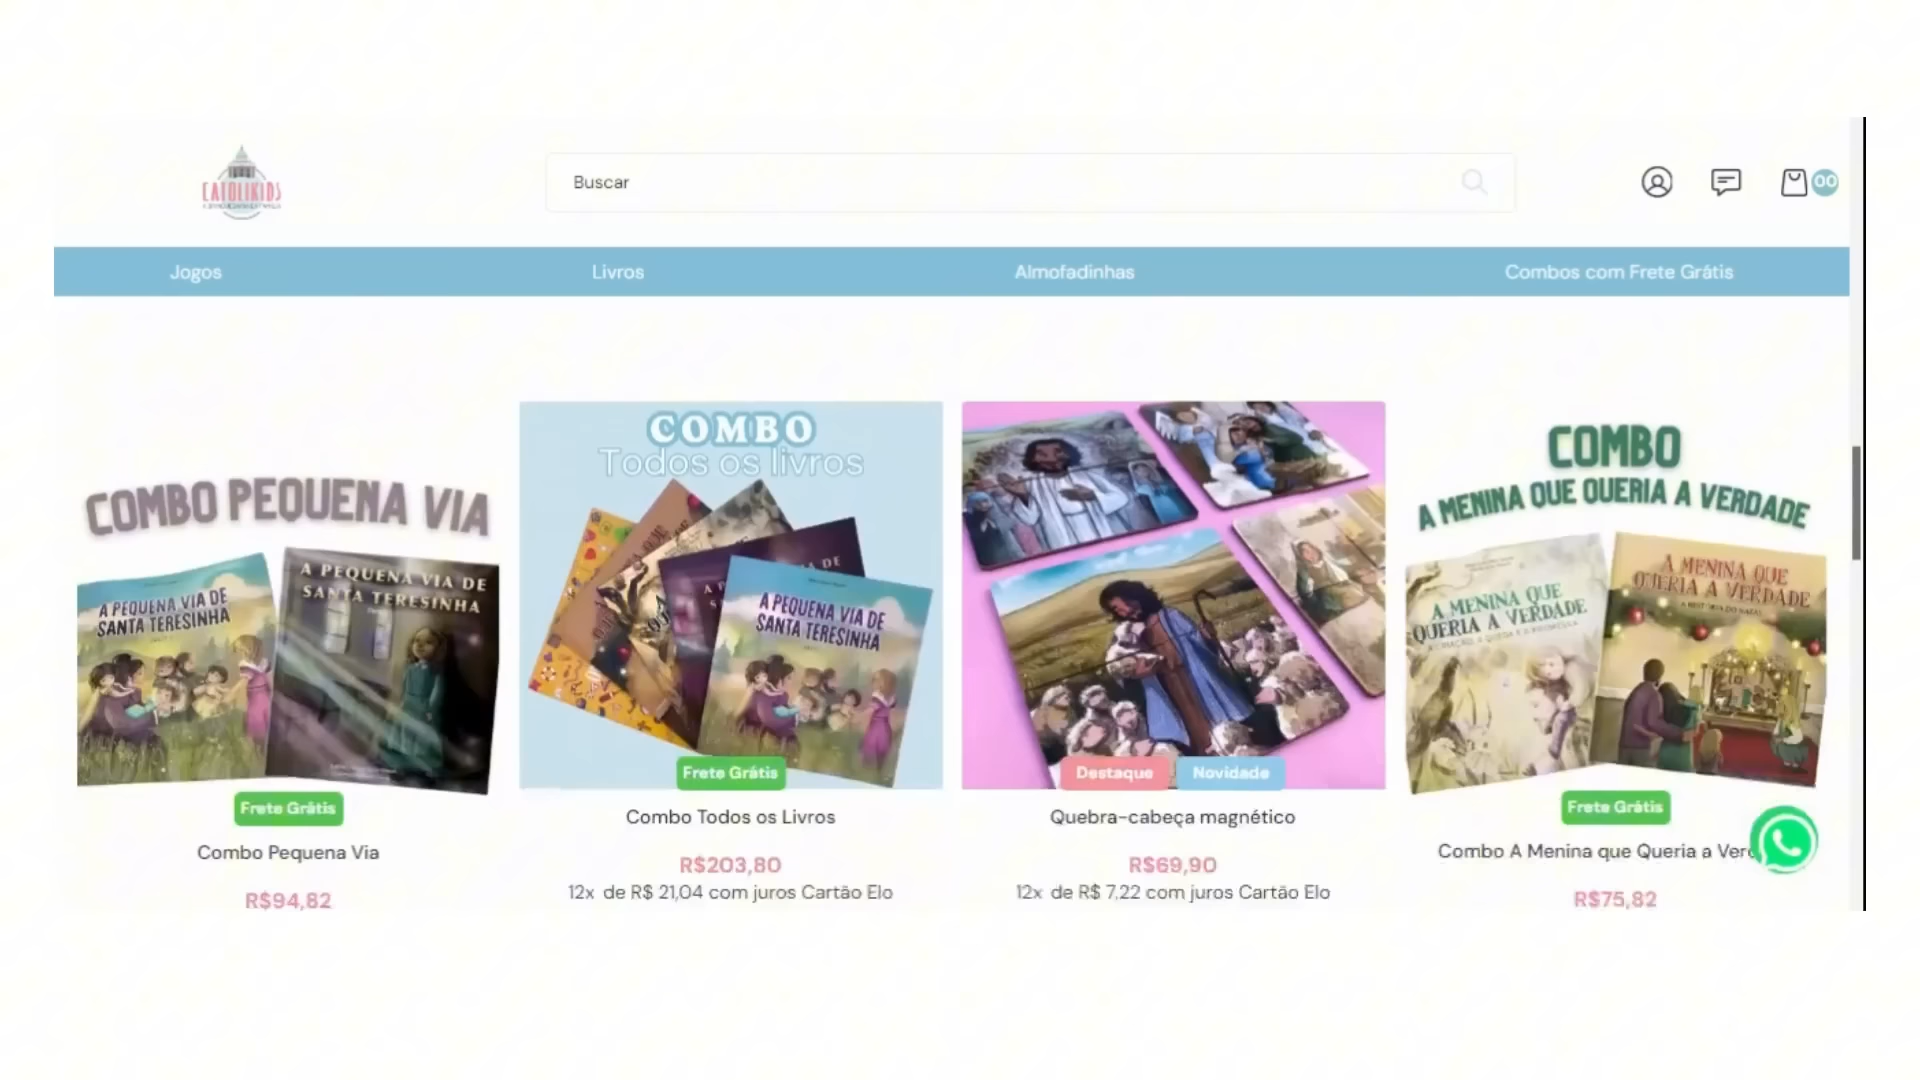 CATOLIKIDS
Buscar
00
Jogos
Livros
Almofadinhas
Combos com Frete Grátis
COMBO PEQUENA VIA
A PEQUENA VIA DE
SANTA TERESINHA
A PEQUENA VIA DE
SANTA TERESINHA
Frete Grátis
Combo Pequena Via
R$94,82
COMBO
Todos os livros
A PEQUENA VIA DE
SANTA TERESINHA
Frete Grátis
Combo Todos os Livros
R$203,80
12x de R$ 21,04 com juros Cartão Elo
Destaque
Novidade
Quebra-cabeça magnético
R$69,90
12x de R$ 7,22 com juros Cartão Elo
COMBO
A MENINA QUE QUERIA A VERDADE
A MENINA QUE
QUERIA A VERDADE
A MENINA QUE
QUERIA A VERDADE
Frete Grátis
Combo A Menina que Queria a
R$75,82